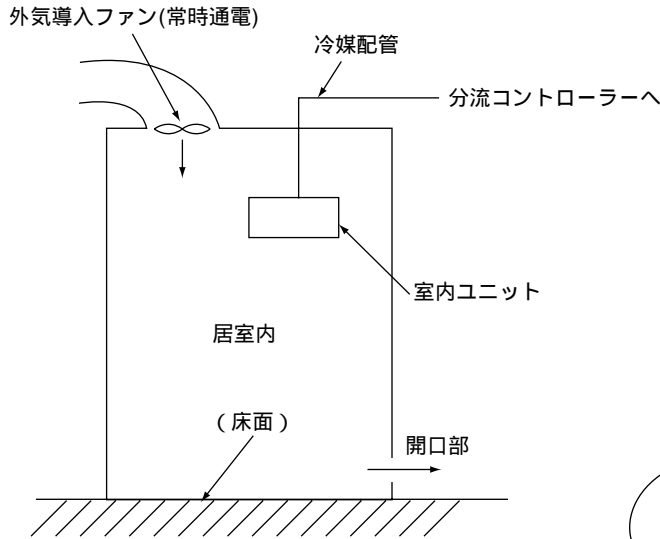 外気導入ファン(常時通電)
冷媒配管
分流コントローラーへ
室内ユニット
居室内
(床面)
開口部